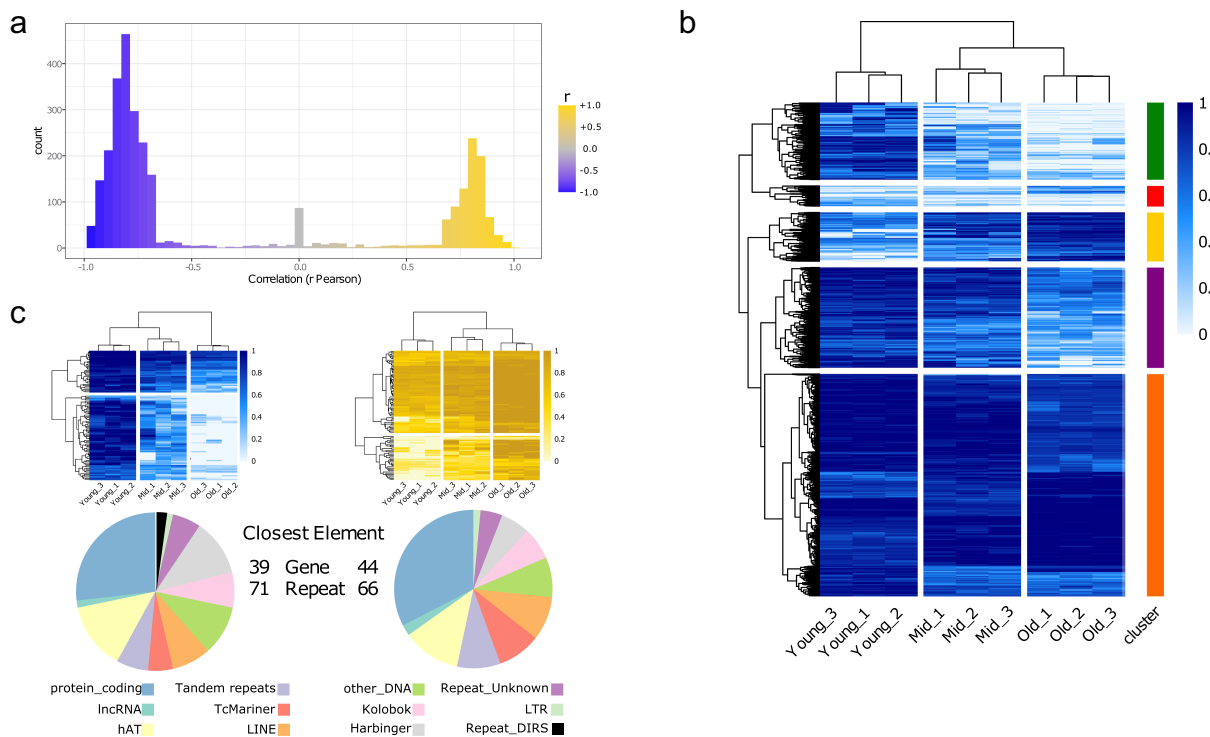 a
count
400
300
200
100
0
-1.0
-0.5
0.0
0.5
1.0
Correlation (r Pearson)
r
+1.0
+0.5
0.0
-0.5
-1.0
b
1
0.
0.
0.
0.
0
Young_3
Young_1
Young_2
Mid_1
Mid_2
Mid_3
Old_1
Old_2
Old_3
cluster
c
1
0.8
0.6
0.4
0.2
0
Young_3
Young_1
Young_2
Mid_1
Mid_2
Mid_3
Old_3
Old_1
Old_2
1
0.8
0.6
0.4
0.2
0
Young_3
Young_1
Young_2
Mid_3
Mid_1
Mid_2
Old_1
Old_2
Old_3
Closest Element
39 Gene 44
71 Repeat 66
protein_coding Tandem repeats other_DNA Repeat_Unknown
lncRNA TcMariner Kolobok LTR
hAT LINE Harbinger Repeat_DIRS